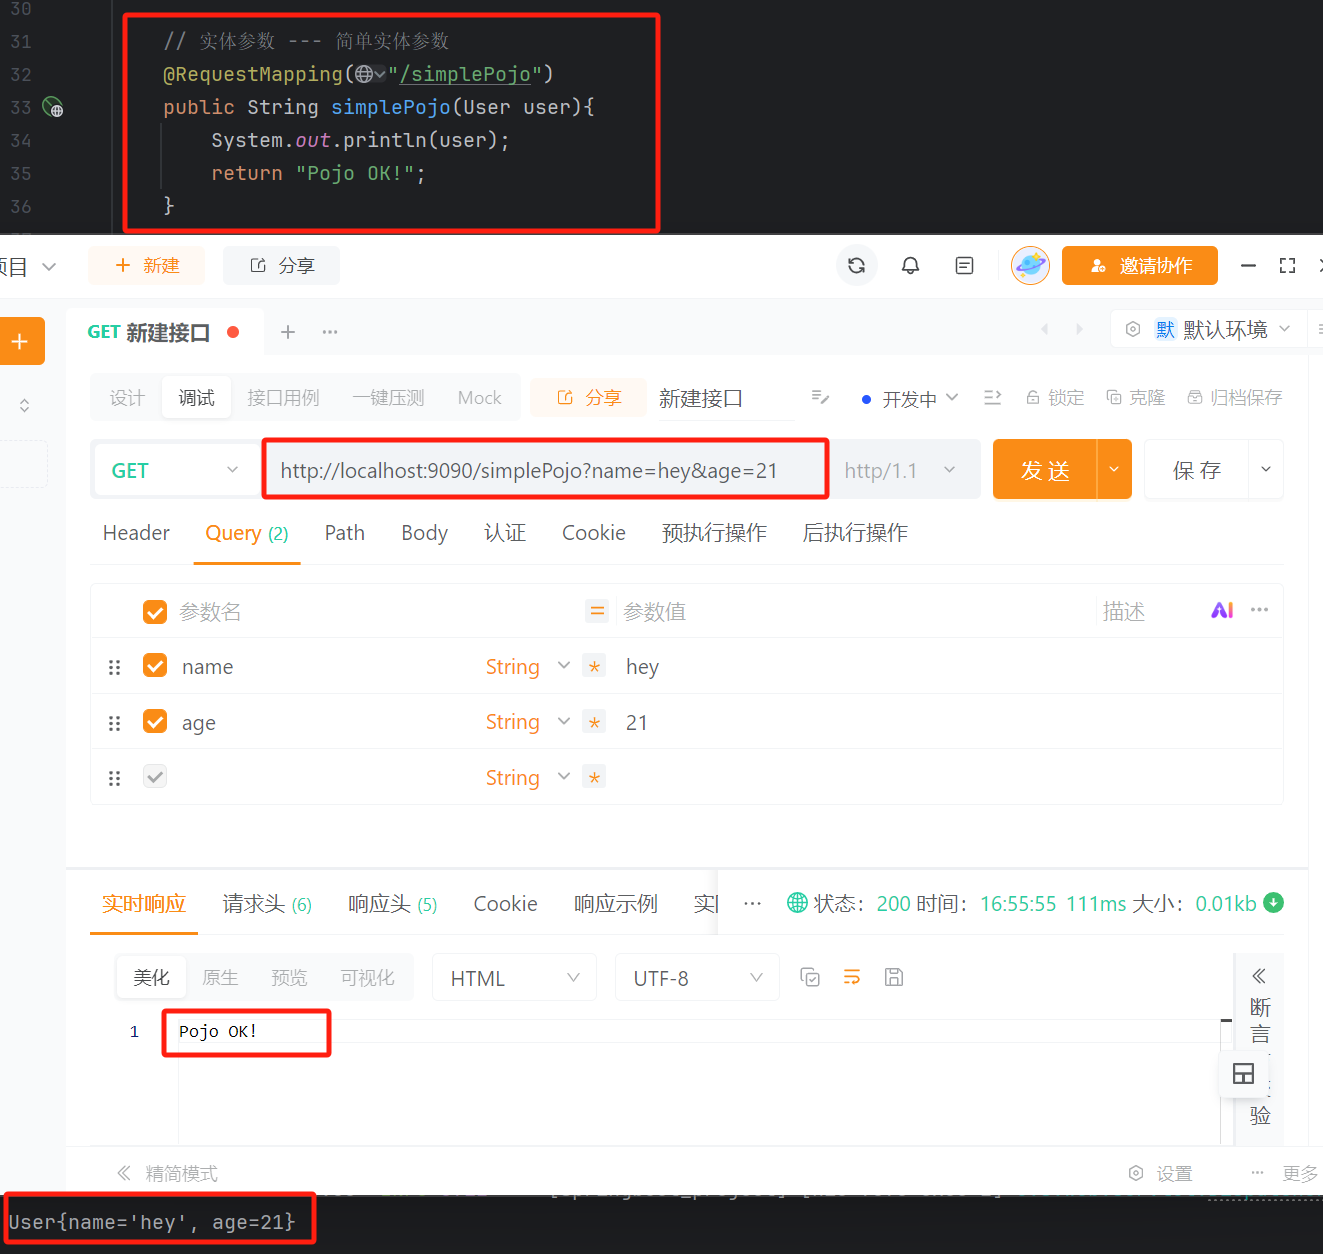 30
31 // 实体参数 --- 简单实体参数
32 @RequestMapping("/simplePojo")
33 public String simplePojo(User user){
34 System.out.println(user);
35 return "Pojo OK!";
36 }
项目 + 新建 分享 邀请协作
GET 新建接口 + ··· 默 默认环境
设计 调试 接口用例 一键压测 Mock 分享 新建接口 开发中 锁定 克隆 归档保存
GET http://localhost:9090/simplePojo?name=hey&age=21 http/1.1 发 送 保 存
Header Query (2) Path Body 认证 Cookie 预执行操作 后执行操作
参数名 = 参数值 描述 AI ···
name String * hey
age String * 21
String *
实时响应 请求头 (6) 响应头 (5) Cookie 响应示例 ··· 状态: 200 时间: 16:55:55 111ms 大小: 0.01kb
美化 原生 预览 可视化 HTML UTF-8
断言
验
1 Pojo OK!
精简模式 设置 ··· 更多
User{name='hey', age=21}